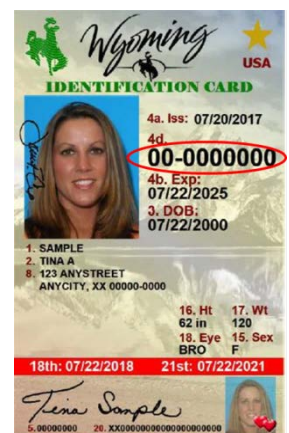 Wyoming
USA
IDENTIFICATION CARD
4a. Iss: 07/20/2017
4d.
00-0000000
4b. Exp:
07/22/2025
3. DOB:
07/22/2000
1. SAMPLE
2. TINA A
8. 123 ANYSTREET
ANYCITY, XX 00000-0000
16. Ht 17. Wt
62 in 120
18. Eye 15. Sex
BRO F
18th: 07/22/2018 21st: 07/22/2021
Tina Sample
5.00000000 20.